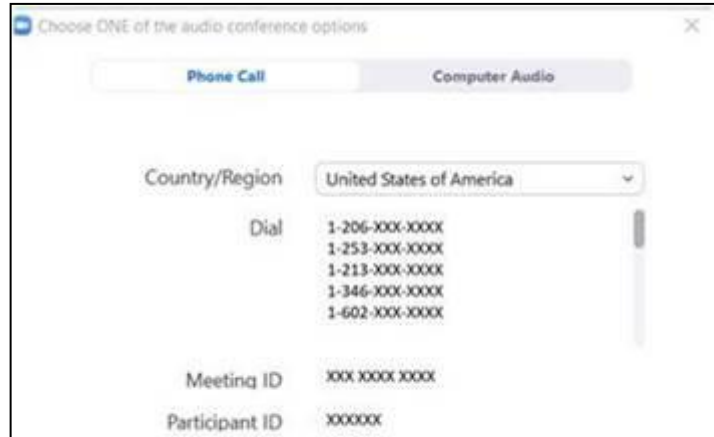 Choose ONE of the audio conference options
Phone Call Computer Audio
Country/Region United States of America
Dial 1-206-XXX-XXXX
1-253-XXX-XXXX
1-213-XXX-XXXX
1-346-XXX-XXXX
1-602-XXX-XXXX
Meeting ID XXX XXXX XXXX
Participant ID XXXXXX